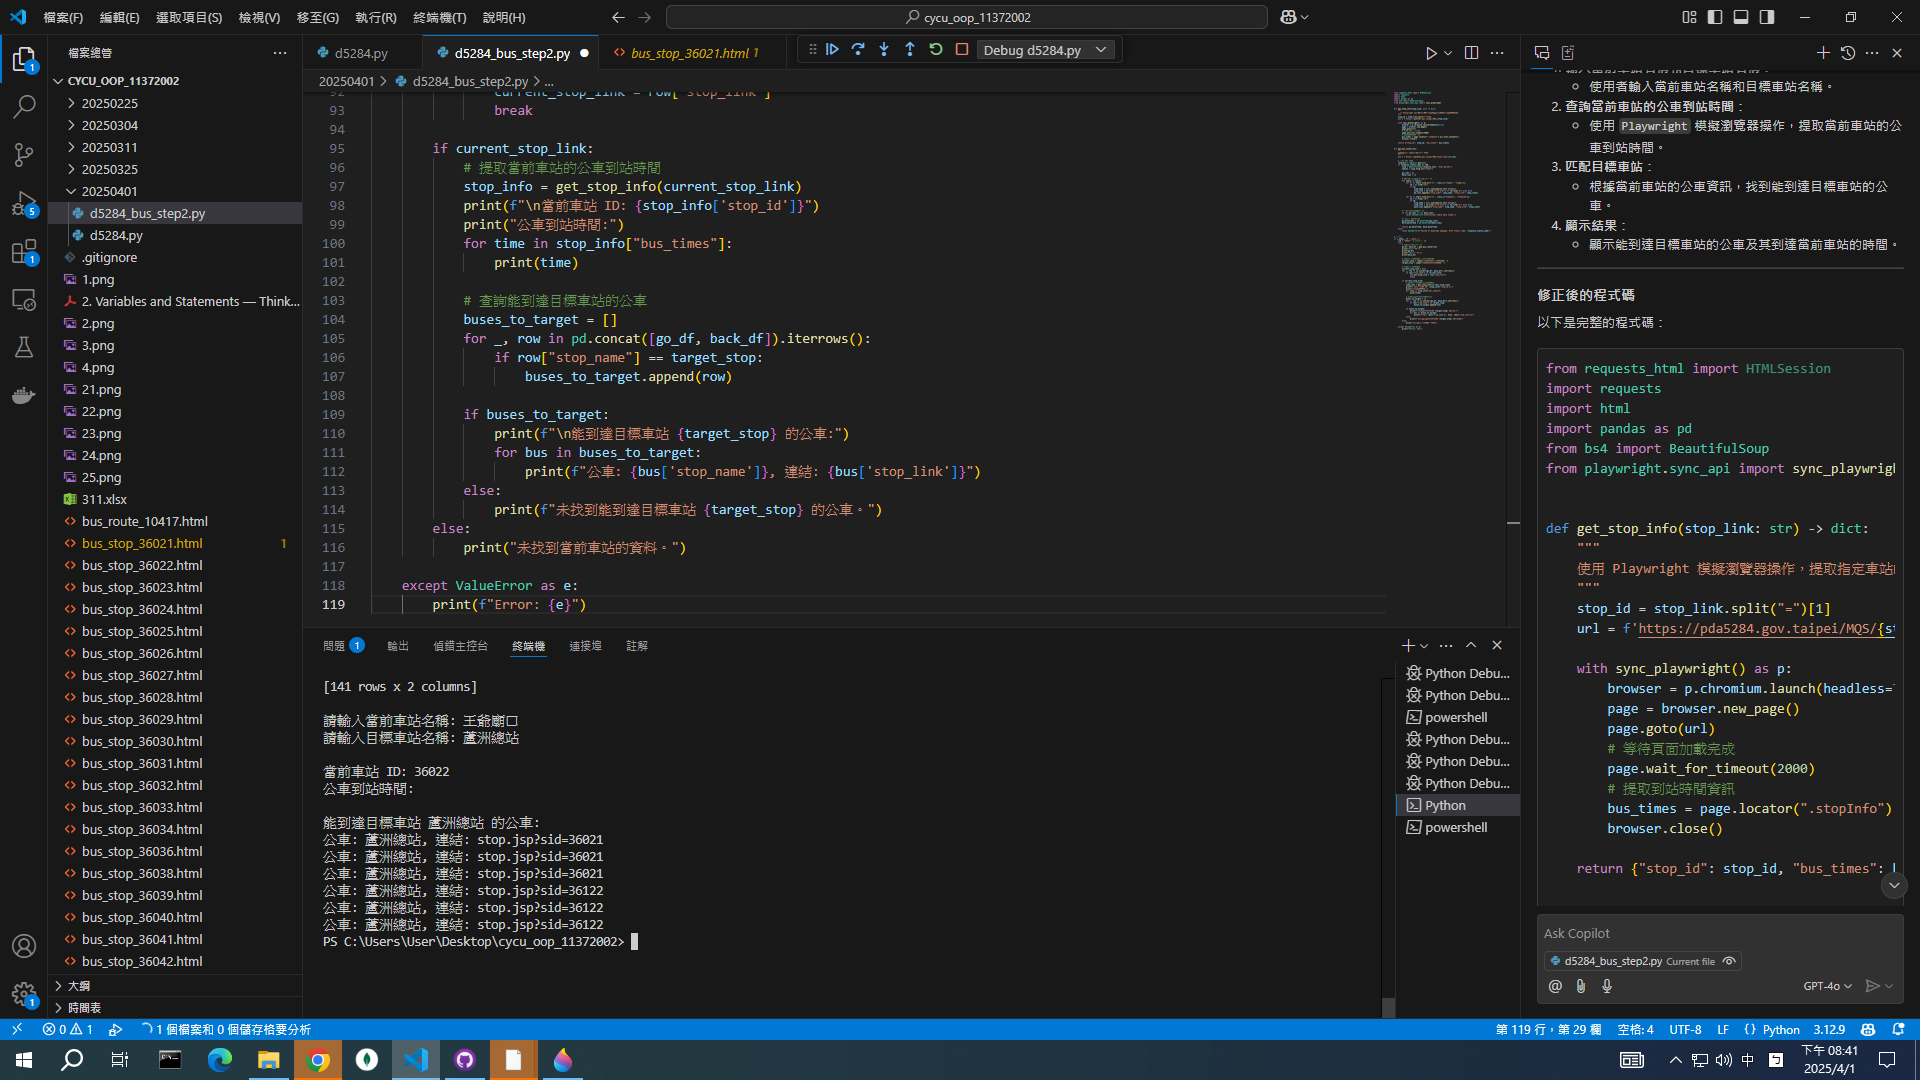 檔案(F) 編輯(E) 選取項目(S) 檢視(V) 移至(G) 執行(R) 終端機(T) 說明(H)
cycu_oop_11372002
檔案總管
CYCU_OOP_11372002
20250225
20250304
20250311
20250325
20250401
d5284_bus_step2.py
d5284.py
.gitignore
1.png
2. Variables and Statements — Think...
2.png
3.png
4.png
21.png
22.png
23.png
24.png
25.png
311.xlsx
bus_route_10417.html
bus_stop_36021.html 1
bus_stop_36022.html
bus_stop_36023.html
bus_stop_36024.html
bus_stop_36025.html
bus_stop_36026.html
bus_stop_36027.html
bus_stop_36028.html
bus_stop_36029.html
bus_stop_36030.html
bus_stop_36031.html
bus_stop_36032.html
bus_stop_36033.html
bus_stop_36034.html
bus_stop_36036.html
bus_stop_36038.html
bus_stop_36039.html
bus_stop_36040.html
bus_stop_36041.html
bus_stop_36042.html
大綱
時間表
d5284.py
d5284_bus_step2.py
bus_stop_36021.html 1
Debug d5284.py
20250401 > d5284_bus_step2.py > ...
92 current_stop_link = row["stop_link"]
93 break
94
95 if current_stop_link:
96 # 提取當前車站的公車到站時間
97 stop_info = get_stop_info(current_stop_link)
98 print(f"\n當前車站 ID: {stop_info['stop_id']}")
99 print("公車到站時間:")
100 for time in stop_info["bus_times"]:
101 print(time)
102
103 # 查詢能到達目標車站的公車
104 buses_to_target = []
105 for _, row in pd.concat([go_df, back_df]).iterrows():
106 if row["stop_name"] == target_stop:
107 buses_to_target.append(row)
108
109 if buses_to_target:
110 print(f"\n能到達目標車站 {target_stop} 的公車:")
111 for bus in buses_to_target:
112 print(f"公車: {bus['stop_name']}, 連結: {bus['stop_link']}")
113 else:
114 print(f"未找到能到達目標車站 {target_stop} 的公車。")
115 else:
116 print("未找到當前車站的資料。")
117
118 except ValueError as e:
119 print(f"Error: {e}")
問題 1 輸出 偵錯主控台 終端機 連接埠 註解
[141 rows x 2 columns]
請輸入當前車站名稱: 王爺廟口
請輸入目標車站名稱: 蘆洲總站
當前車站 ID: 36022
公車到站時間:
能到達目標車站 蘆洲總站 的公車:
公車: 蘆洲總站, 連結: stop.jsp?sid=36021
公車: 蘆洲總站, 連結: stop.jsp?sid=36021
公車: 蘆洲總站, 連結: stop.jsp?sid=36021
公車: 蘆洲總站, 連結: stop.jsp?sid=36122
公車: 蘆洲總站, 連結: stop.jsp?sid=36122
公車: 蘆洲總站, 連結: stop.jsp?sid=36122
PS C:\Users\User\Desktop\cycu_oop_11372002>
Python Debu...
Python Debu...
powershell
Python Debu...
Python Debu...
Python Debu...
Python
powershell
使用者輸入當前車站名稱和目標車站名稱。
2. 查詢當前車站的公車到站時間：
使用 Playwright 模擬瀏覽器操作，提取當前車站的公
車到站時間。
3. 匹配目標車站：
根據當前車站的公車資訊，找到能到達目標車站的公
車。
4. 顯示結果：
顯示能到達目標車站的公車及其到達當前車站的時間。
修正後的程式碼
以下是完整的程式碼：
from requests_html import HTMLSession
import requests
import html
import pandas as pd
from bs4 import BeautifulSoup
from playwright.sync_api import sync_playwrigh
def get_stop_info(stop_link: str) -> dict:
"""
使用 Playwright 模擬瀏覽器操作，提取指定車站
"""
stop_id = stop_link.split("=")[1]
url = f'https://pda5284.gov.taipei/MQS/{st
with sync_playwright() as p:
browser = p.chromium.launch(headless=
page = browser.new_page()
page.goto(url)
# 等待頁面加載完成
page.wait_for_timeout(2000)
# 提取到站時間資訊
bus_times = page.locator(".stopInfo")
browser.close()
return {"stop_id": stop_id, "bus_times":
Ask Copilot
d5284_bus_step2.py Current file
GPT-4o
0 1 1 個檔案和 0 個儲存格要分析
第 119 行，第 29 欄 空格: 4 UTF-8 LF {} Python 3.12.9
中
下午 08:41
2025/4/1